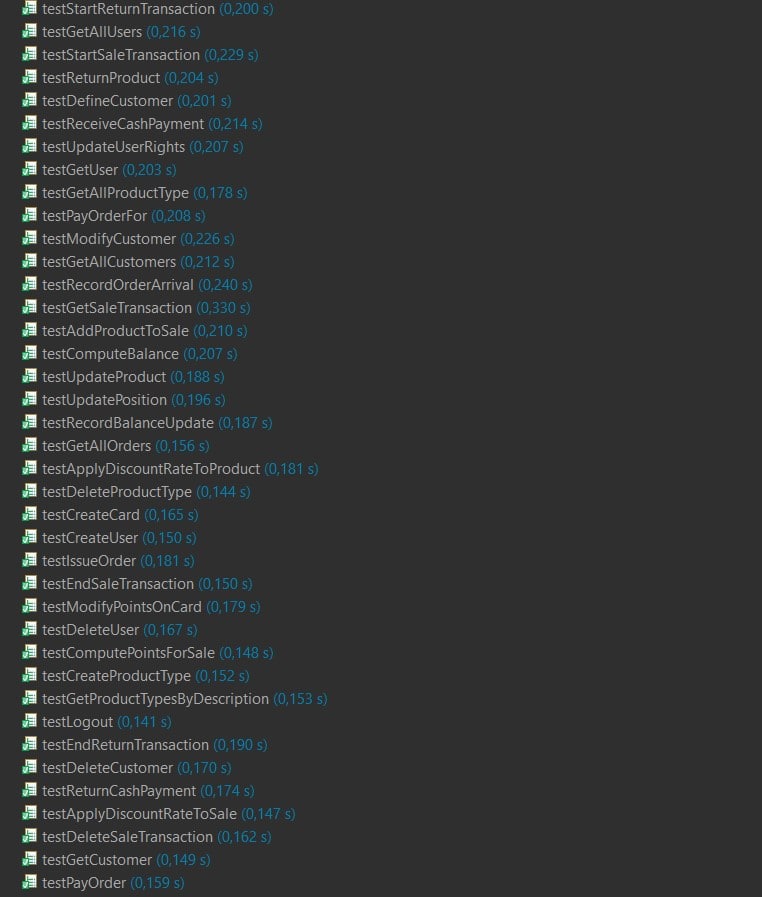 testStartReturnTransaction (0,200 s)
testGetAllUsers (0,216 s)
testStartSaleTransaction (0,229 s)
testReturnProduct (0,204 s)
testDefineCustomer (0,201 s)
testReceiveCashPayment (0,214 s)
testUpdateUserRights (0,207 s)
testGetUser (0,203 s)
testGetAllProductType (0,178 s)
testPayOrderFor (0,208 s)
testModifyCustomer (0,226 s)
testGetAllCustomers (0,212 s)
testRecordOrderArrival (0,240 s)
testGetSaleTransaction (0,330 s)
testAddProductToSale (0,210 s)
testComputeBalance (0,207 s)
testUpdateProduct (0,188 s)
testUpdatePosition (0,196 s)
testRecordBalanceUpdate (0,187 s)
testGetAllOrders (0,156 s)
testApplyDiscountRateToProduct (0,181 s)
testDeleteProductType (0,144 s)
testCreateCard (0,165 s)
testCreateUser (0,150 s)
testIssueOrder (0,181 s)
testEndSaleTransaction (0,150 s)
testModifyPointsOnCard (0,179 s)
testDeleteUser (0,167 s)
testComputePointsForSale (0,148 s)
testCreateProductType (0,152 s)
testGetProductTypesByDescription (0,153 s)
testLogout (0,141 s)
testEndReturnTransaction (0,190 s)
testDeleteCustomer (0,170 s)
testReturnCashPayment (0,174 s)
testApplyDiscountRateToSale (0,147 s)
testDeleteSaleTransaction (0,162 s)
testGetCustomer (0,149 s)
testPayOrder (0,159 s)